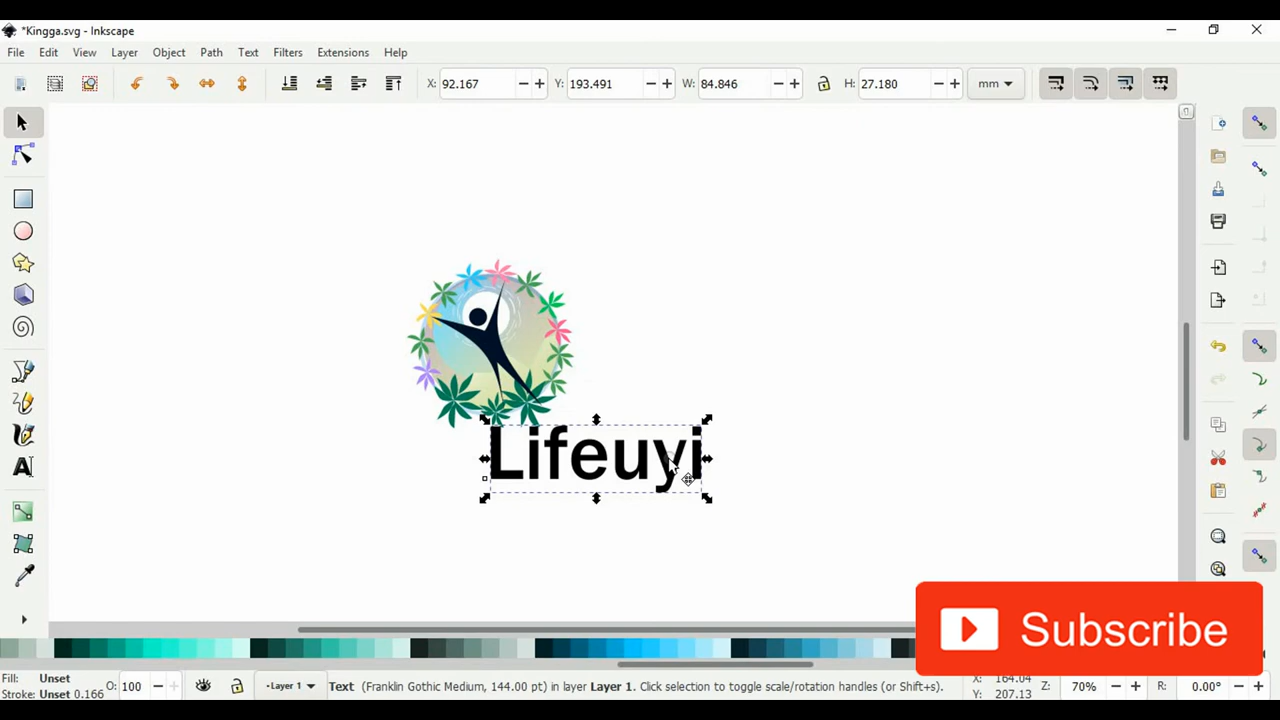 *Kingga.svg - Inkscape
File Edit View Layer Object Path Text Filters Extensions Help
X: 92.167 Y: 193.491 W: 84.846 H: 27.180 mm
Lifeuyi
Subscribe
Fill: Unset
Stroke: Unset 0.166
O: 100
-Layer 1
Text (Franklin Gothic Medium, 144.00 pt) in layer Layer 1. Click selection to toggle scale/rotation handles (or Shift+s).
X: 164.04
Y: 207.13
Z: 70%
R: 0.00°